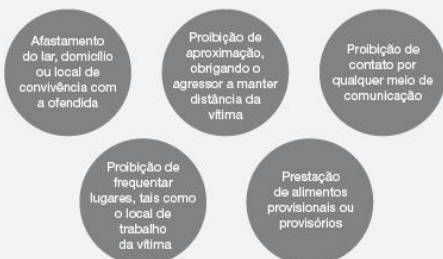 Afastamento
do lar, domicílio
ou local de
convivência com
a ofendida
Proibição de
aproximação,
obrigando o
agressor a manter
distância da
vítima
Proibição de
contato por
qualquer meio de
comunicação
Proibição de
frequentar
lugares, tais como
o local de
trabalho
da vítima
Prestação
de alimentos
provisionais ou
provisórios